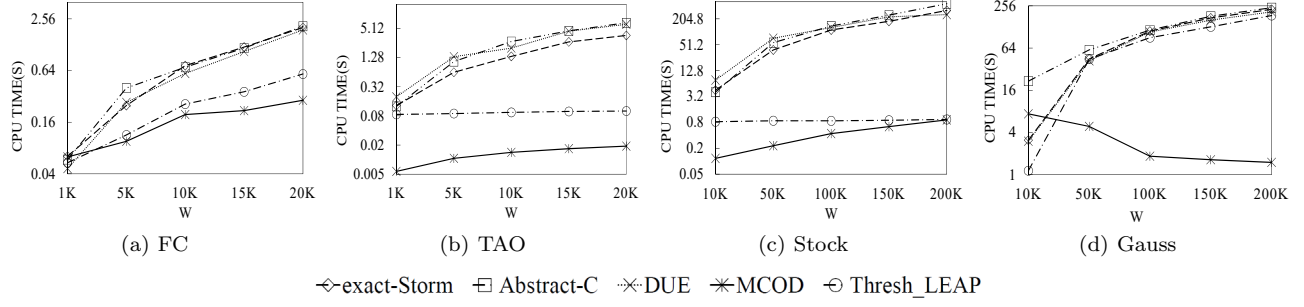 CPU TIME(S)
2.56
0.64
0.16
0.04
1K 5K 10K 15K 20K
W
(a) FC
CPU TIME(S)
5.12
1.28
0.32
0.08
0.02
0.005
1K 5K 10K 15K 20K
W
(b) TAO
CPU TIME(S)
204.8
51.2
12.8
3.2
0.8
0.2
0.05
10K 50K 100K 150K 200K
W
(c) Stock
CPU TIME(S)
256
64
16
4
1
10K 50K 100K 150K 200K
W
(d) Gauss
exact-Storm Abstract-C DUE MCOD Thresh_LEAP